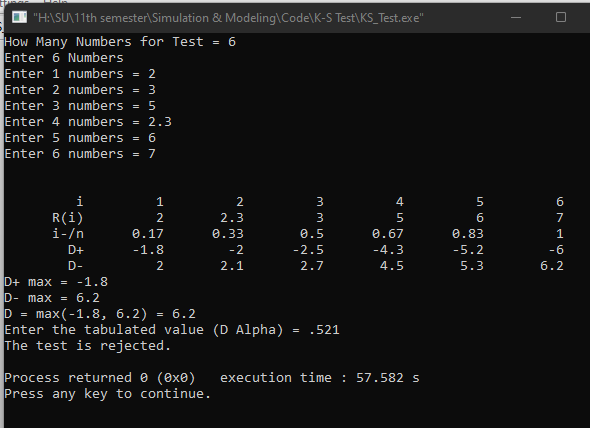 "H:\SU\11th semester\Simulation & Modeling\Code\K-S Test\KS_Test.exe"
How Many Numbers for Test = 6
Enter 6 Numbers
Enter 1 numbers = 2
Enter 2 numbers = 3
Enter 3 numbers = 5
Enter 4 numbers = 2.3
Enter 5 numbers = 6
Enter 6 numbers = 7
i 1 2 3 4 5 6
R(i) 2 2.3 3 5 6 7
i-/n 0.17 0.33 0.5 0.67 0.83 1
D+ -1.8 -2 -2.5 -4.3 -5.2 -6
D- 2 2.1 2.7 4.5 5.3 6.2
D+ max = -1.8
D- max = 6.2
D = max(-1.8, 6.2) = 6.2
Enter the tabulated value (D Alpha) = .521
The test is rejected.
Process returned 0 (0x0) execution time : 57.582 s
Press any key to continue.